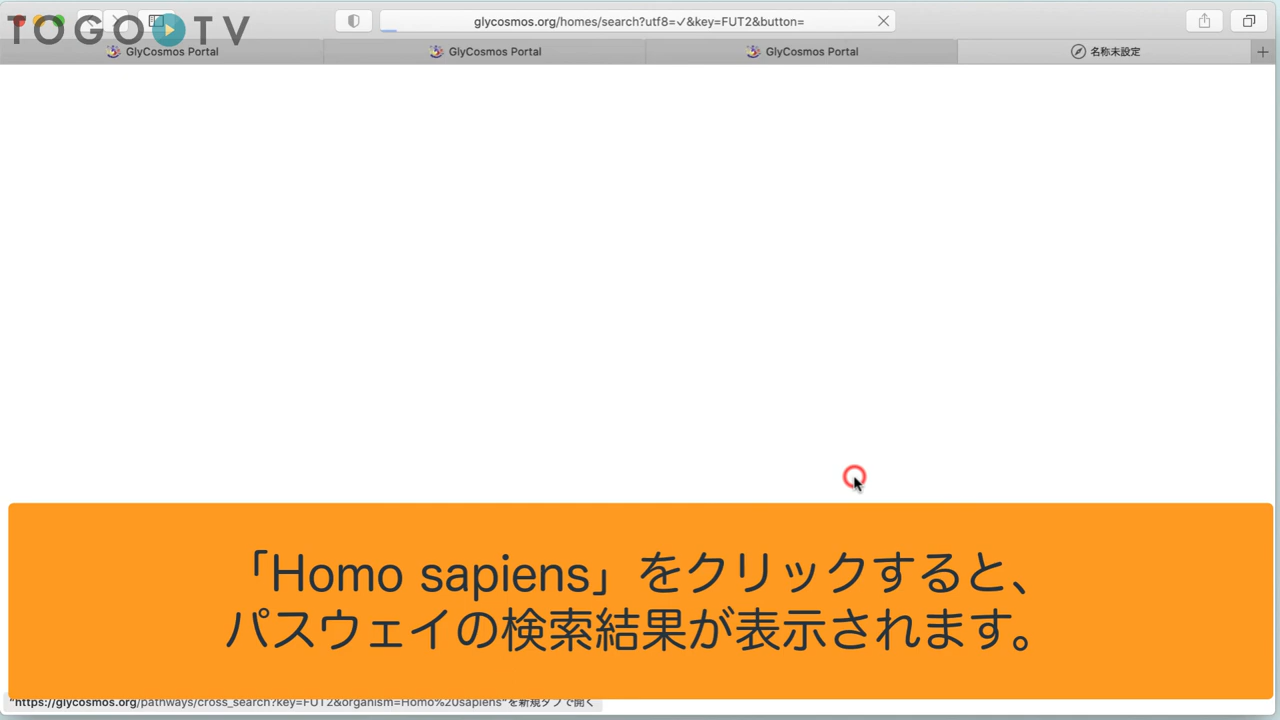 TOGO TV
glycosmos.org/homes/search?utf8=✓&key=FUT2&button=
GlyCosmos Portal
GlyCosmos Portal
GlyCosmos Portal
名称未設定
「Homo sapiens」をクリックすると、
パスウェイの検索結果が表示されます。
"https://glycosmos.org/pathways/cross_search?key=FUT2&organism=Homo%20sapiens"を新規タブで開く